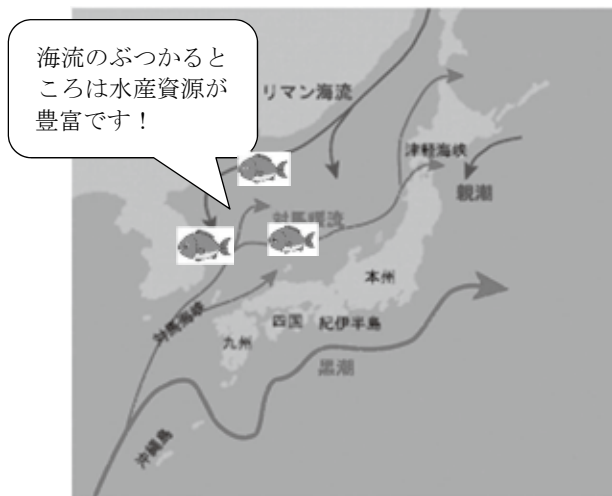 海流のぶつかると
ころは水産資源が
豊富です！
リマン海流
津軽海峡
親潮
対馬暖流
本州
対馬海峡
四国
紀伊半島
九州
黒潮
沖縄島